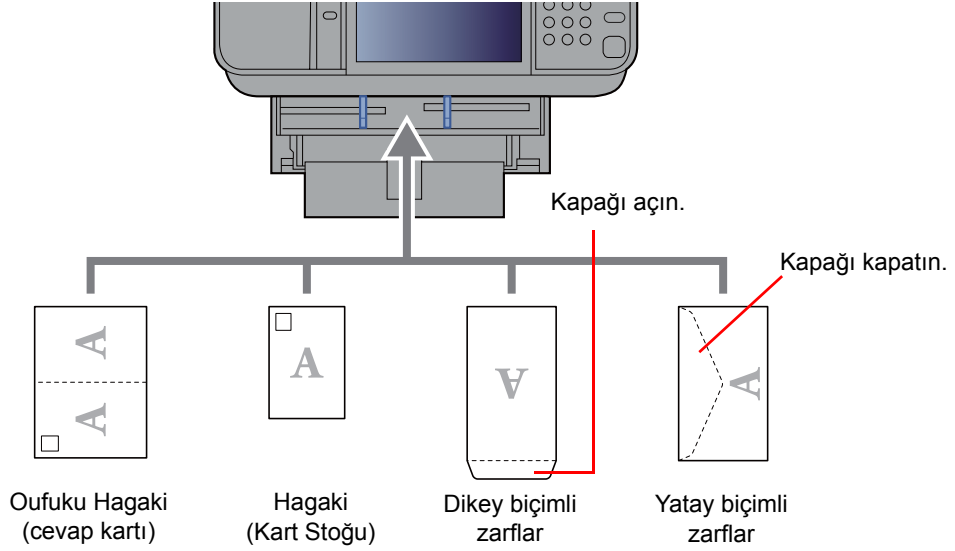 Kapağı açın.
Kapağı kapatın.
A
A
A
A
A
Oufuku Hagaki
(cevap kartı)
Hagaki
(Kart Stoğu)
Dikey biçimli
zarflar
Yatay biçimli
zarflar